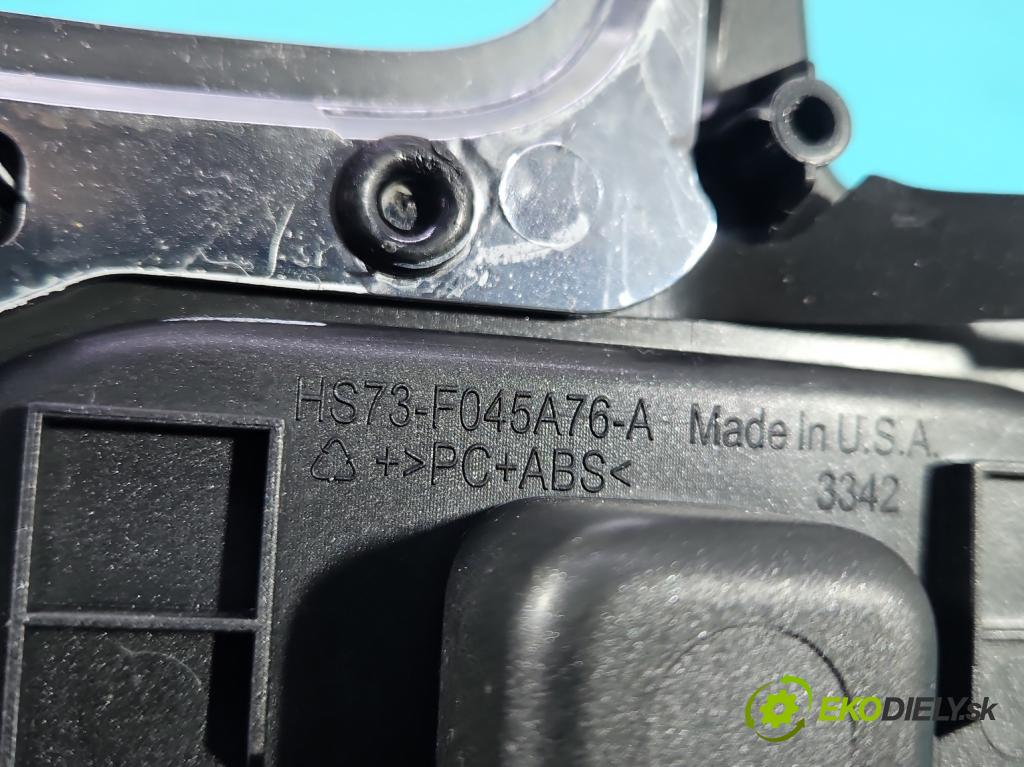 HS73-F045A76-A Made In U.S.A.
+>PC+ABS< 3342
EKODIELY.sk